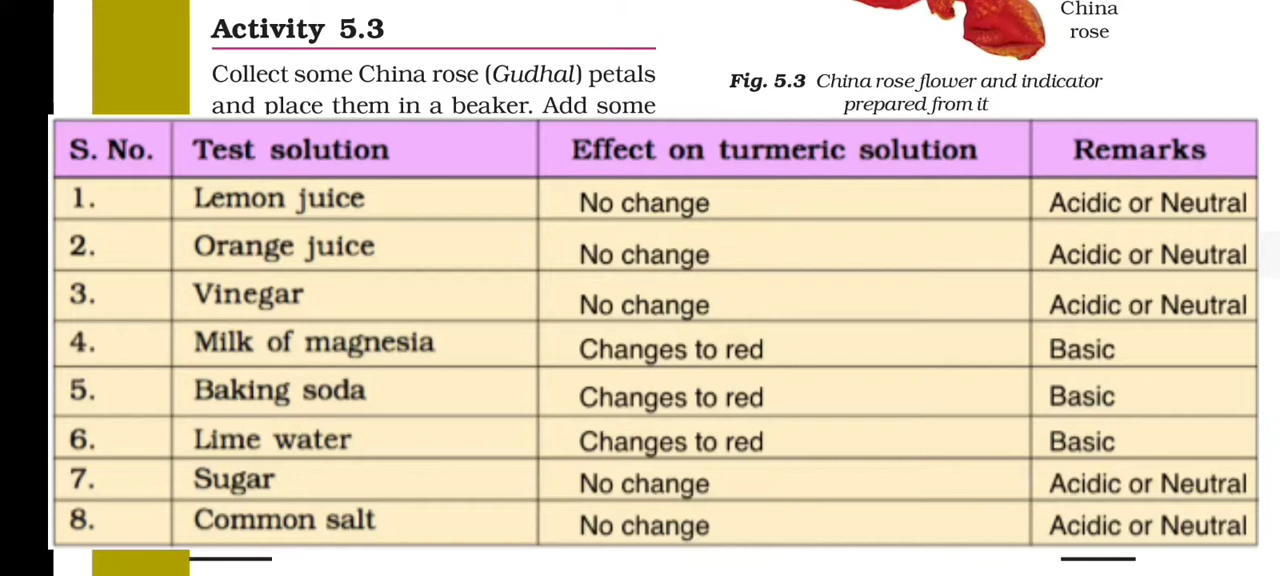 Activity 5.3
Collect some China rose (Gudhal) petals
and place them in a beaker. Add some
China
rose
Fig. 5.3 China rose flower and indicator
prepared from it
S. No. Test solution Effect on turmeric solution Remarks
1. Lemon juice No change Acidic or Neutral
2. Orange juice No change Acidic or Neutral
3. Vinegar No change Acidic or Neutral
4. Milk of magnesia Changes to red Basic
5. Baking soda Changes to red Basic
6. Lime water Changes to red Basic
7. Sugar No change Acidic or Neutral
8. Common salt No change Acidic or Neutral